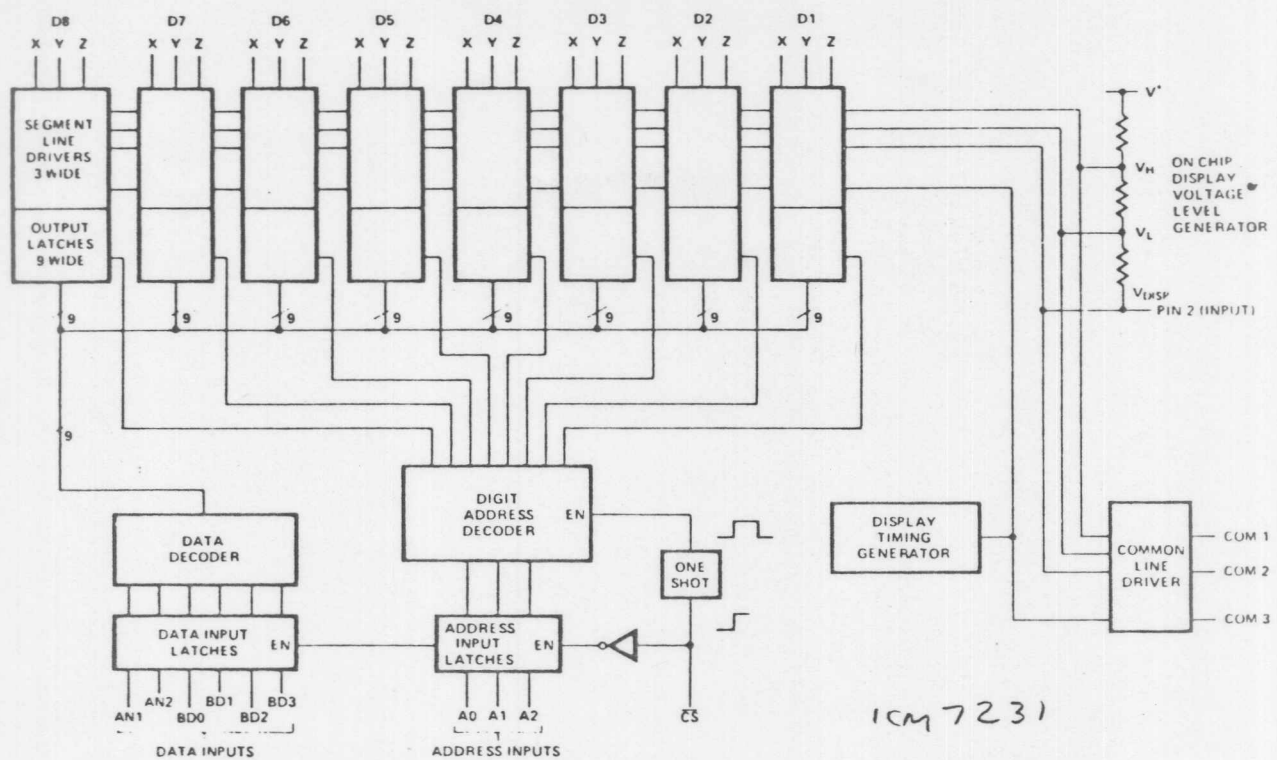 D8 D7 D6 D5 D4 D3 D2 D1
X Y Z X Y Z X Y Z X Y Z X Y Z X Y Z X Y Z X Y Z
SEGMENT
LINE
DRIVERS
3 WIDE
OUTPUT
LATCHES
9 WIDE
V+
VH
VL
VDISP
PIN 2 (INPUT)
ON CHIP
DISPLAY
VOLTAGE
LEVEL
GENERATOR
9 9 9 9 9 9 9 9
9
DIGIT
ADDRESS
DECODER
EN
DATA
DECODER
ONE
SHOT
DISPLAY
TIMING
GENERATOR
COMMON
LINE
DRIVER
COM 1
COM 2
COM 3
DATA INPUT
LATCHES
EN
ADDRESS
INPUT
LATCHES
EN
AN1 AN2 BD0 BD1 BD2 BD3
DATA INPUTS
A0 A1 A2
ADDRESS INPUTS
CS
ICM 7231